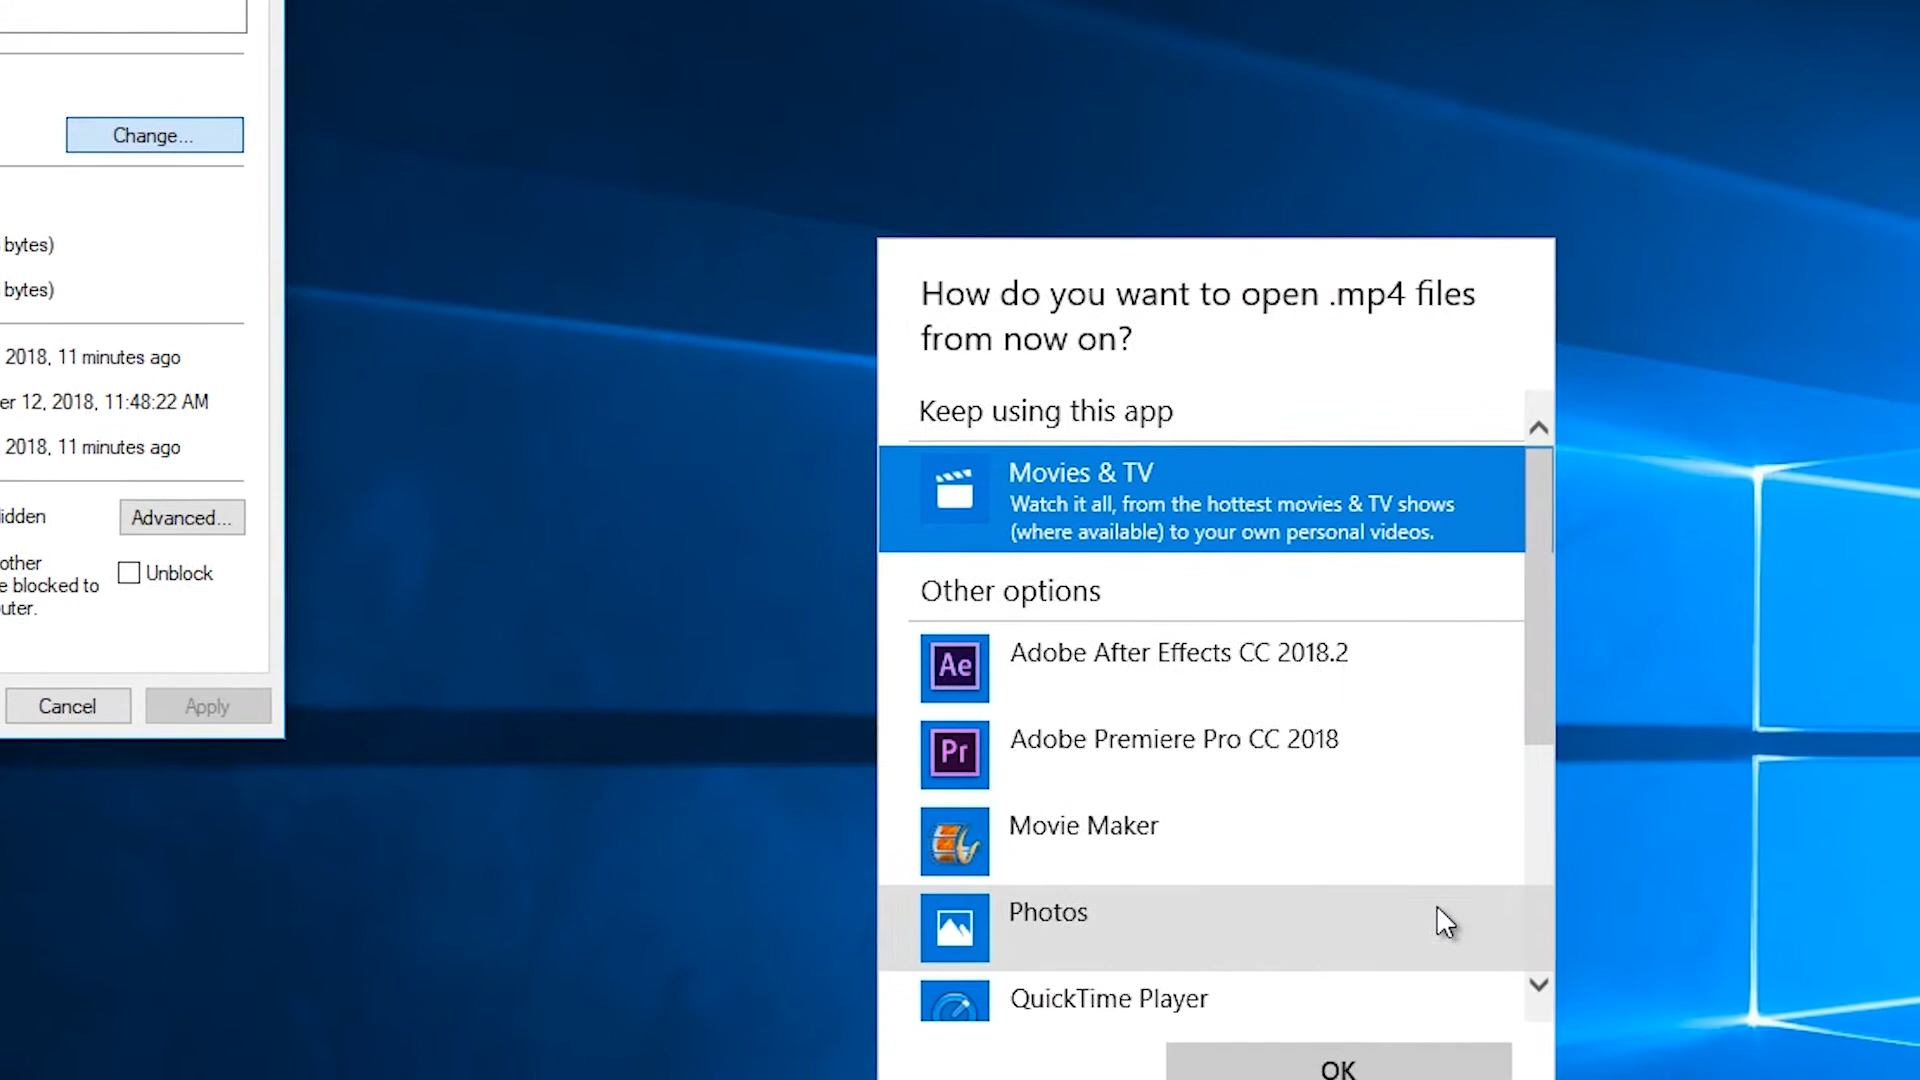 Change...
bytes)
bytes)
2018, 11 minutes ago
er 12, 2018, 11:48:22 AM
2018, 11 minutes ago
idden
Advanced...
other
e blocked to
uter.
Unblock
Cancel
Apply
How do you want to open .mp4 files
from now on?
Keep using this app
Movies & TV
Watch it all, from the hottest movies & TV shows
(where available) to your own personal videos.
Other options
Ae
Adobe After Effects CC 2018.2
Pr
Adobe Premiere Pro CC 2018
Movie Maker
Photos
QuickTime Player
OK